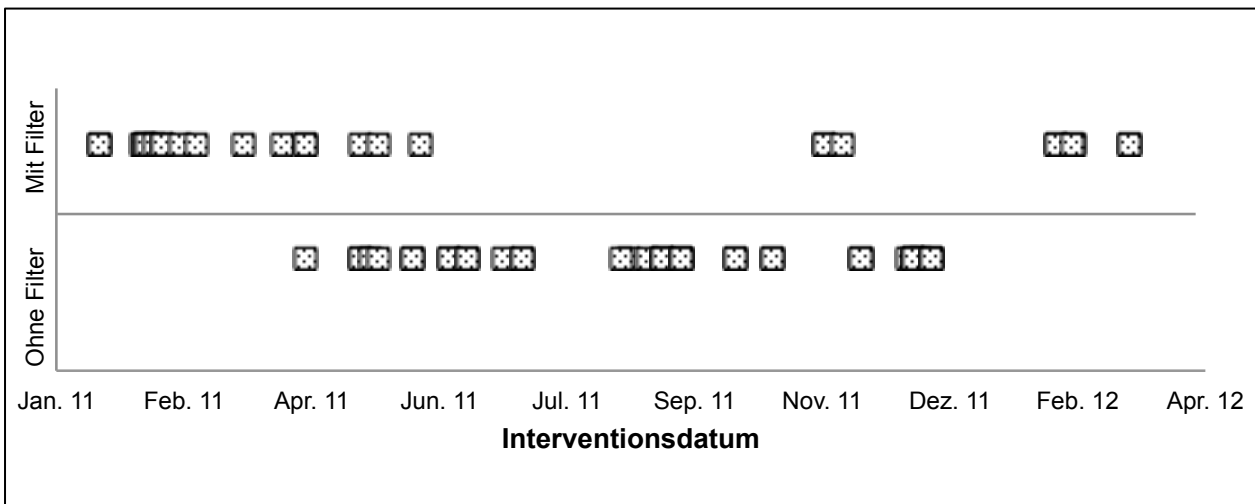 Mit Filter
Ohne Filter
Jan. 11 Feb. 11 Apr. 11 Jun. 11 Jul. 11 Sep. 11 Nov. 11 Dez. 11 Feb. 12 Apr. 12
Interventionsdatum